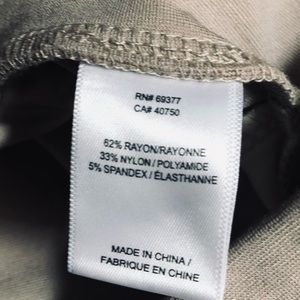 RN# 69377
CA# 40750
62% RAYON/RAYONNE
33% NYLON / POLYAMIDE
5% SPANDEX / ÉLASTHANNE
MADE IN CHINA /
FABRIQUE EN CHINE